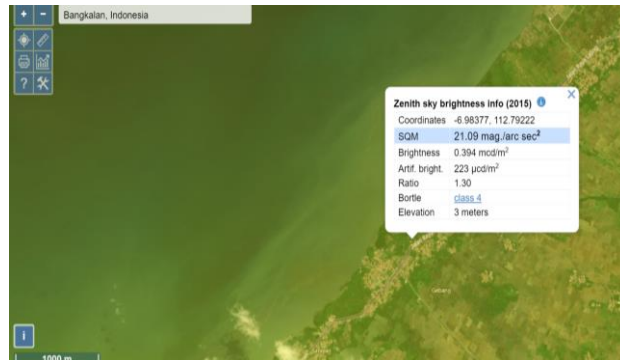 + -
Bangkalan, Indonesia
?
Zenith sky brightness info (2015) i
Coordinates -6.98377, 112.79222
SQM 21.09 mag./arc sec²
Brightness 0.394 mcd/m²
Artif. bright. 223 μcd/m²
Ratio 1.30
Bortle class 4
Elevation 3 meters
i
1000 m